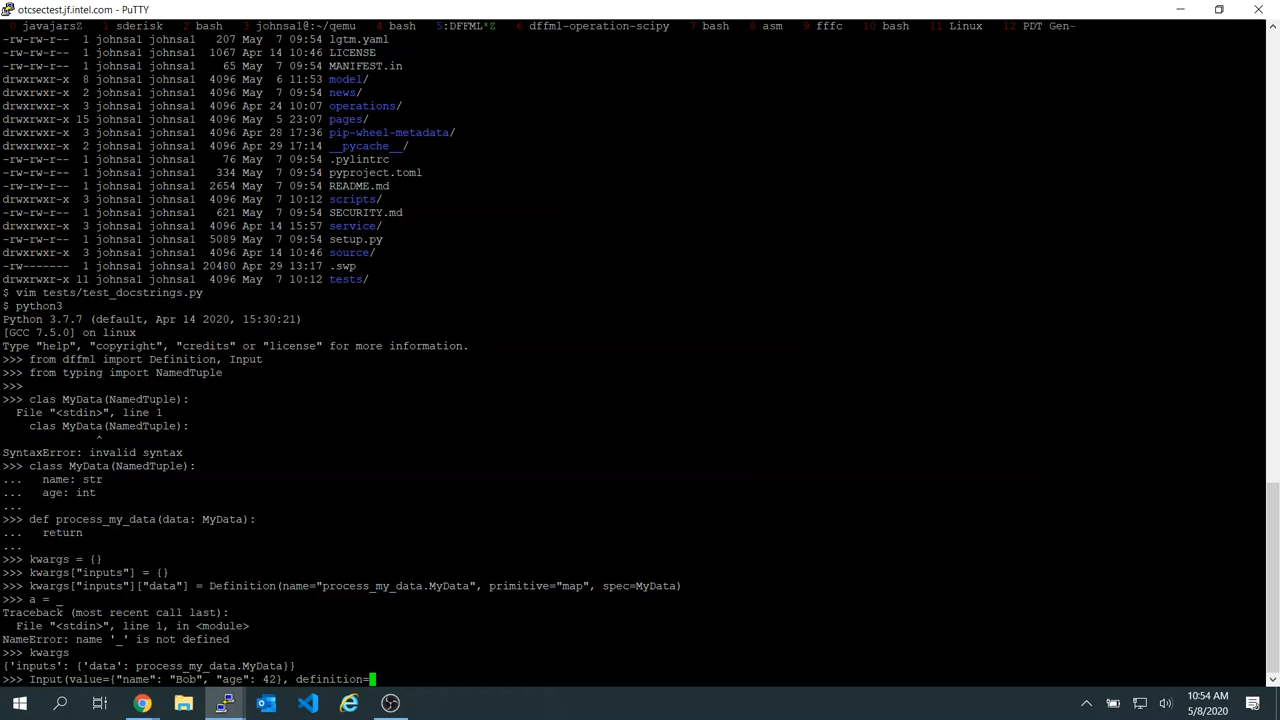 otcsectest.jf.intel.com - PuTTY
0 javajarsZ  1 sderisk  2 bash  3 johnsa1@:~/qemu  4 bash  5:DFFML*Z  6 dffml-operation-scipy  7 bash  8 asm  9 fffc  10 bash  11 Linux  12 PDT Gen-
-rw-rw-r-- 1 johnsa1 johnsa1 207 May 7 09:54 lgtm.yaml
-rw-rw-r-- 1 johnsa1 johnsa1 1067 Apr 14 10:46 LICENSE
-rw-rw-r-- 1 johnsa1 johnsa1 65 May 7 09:54 MANIFEST.in
drwxrwxr-x 8 johnsa1 johnsa1 4096 May 6 11:53 model/
drwxrwxr-x 2 johnsa1 johnsa1 4096 May 7 09:54 news/
drwxrwxr-x 3 johnsa1 johnsa1 4096 Apr 24 10:07 operations/
drwxrwxr-x 15 johnsa1 johnsa1 4096 May 5 23:07 pages/
drwxrwxr-x 3 johnsa1 johnsa1 4096 Apr 28 17:36 pip-wheel-metadata/
drwxrwxr-x 2 johnsa1 johnsa1 4096 Apr 29 17:14 __pycache__/
-rw-rw-r-- 1 johnsa1 johnsa1 76 May 7 09:54 .pylintrc
-rw-rw-r-- 1 johnsa1 johnsa1 334 May 7 09:54 pyproject.toml
-rw-rw-r-- 1 johnsa1 johnsa1 2654 May 7 09:54 README.md
drwxrwxr-x 3 johnsa1 johnsa1 4096 May 7 10:12 scripts/
-rw-rw-r-- 1 johnsa1 johnsa1 621 May 7 09:54 SECURITY.md
drwxrwxr-x 3 johnsa1 johnsa1 4096 Apr 14 15:57 service/
-rw-rw-r-- 1 johnsa1 johnsa1 5089 May 7 09:54 setup.py
drwxrwxr-x 3 johnsa1 johnsa1 4096 Apr 14 10:46 source/
-rw------- 1 johnsa1 johnsa1 20480 Apr 29 13:17 .swp
drwxrwxr-x 11 johnsa1 johnsa1 4096 May 7 10:12 tests/
$ vim tests/test_docstrings.py
$ python3
Python 3.7.7 (default, Apr 14 2020, 15:30:21)
[GCC 7.5.0] on linux
Type "help", "copyright", "credits" or "license" for more information.
>>> from dffml import Definition, Input
>>> from typing import NamedTuple
>>>
>>> clas MyData(NamedTuple):
  File "<stdin>", line 1
    clas MyData(NamedTuple):
              ^
SyntaxError: invalid syntax
>>> class MyData(NamedTuple):
...   name: str
...   age: int
...
>>> def process_my_data(data: MyData):
...   return
...
>>> kwargs = {}
>>> kwargs["inputs"] = {}
>>> kwargs["inputs"]["data"] = Definition(name="process_my_data.MyData", primitive="map", spec=MyData)
>>> a = _
Traceback (most recent call last):
  File "<stdin>", line 1, in <module>
NameError: name '_' is not defined
>>> kwargs
{'inputs': {'data': process_my_data.MyData}}
>>> Input(value={"name": "Bob", "age": 42}, definition=
10:54 AM
5/8/2020